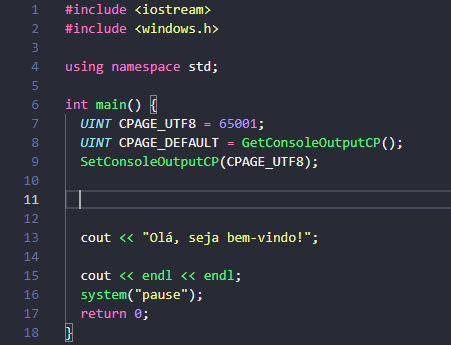 1 #include <iostream>
2 #include <windows.h>
3
4 using namespace std;
5
6 int main() {
7 UINT CPAGE_UTF8 = 65001;
8 UINT CPAGE_DEFAULT = GetConsoleOutputCP();
9 SetConsoleOutputCP(CPAGE_UTF8);
10
11
12
13 cout << "Olá, seja bem-vindo!";
14
15 cout << endl << endl;
16 system("pause");
17 return 0;
18 }